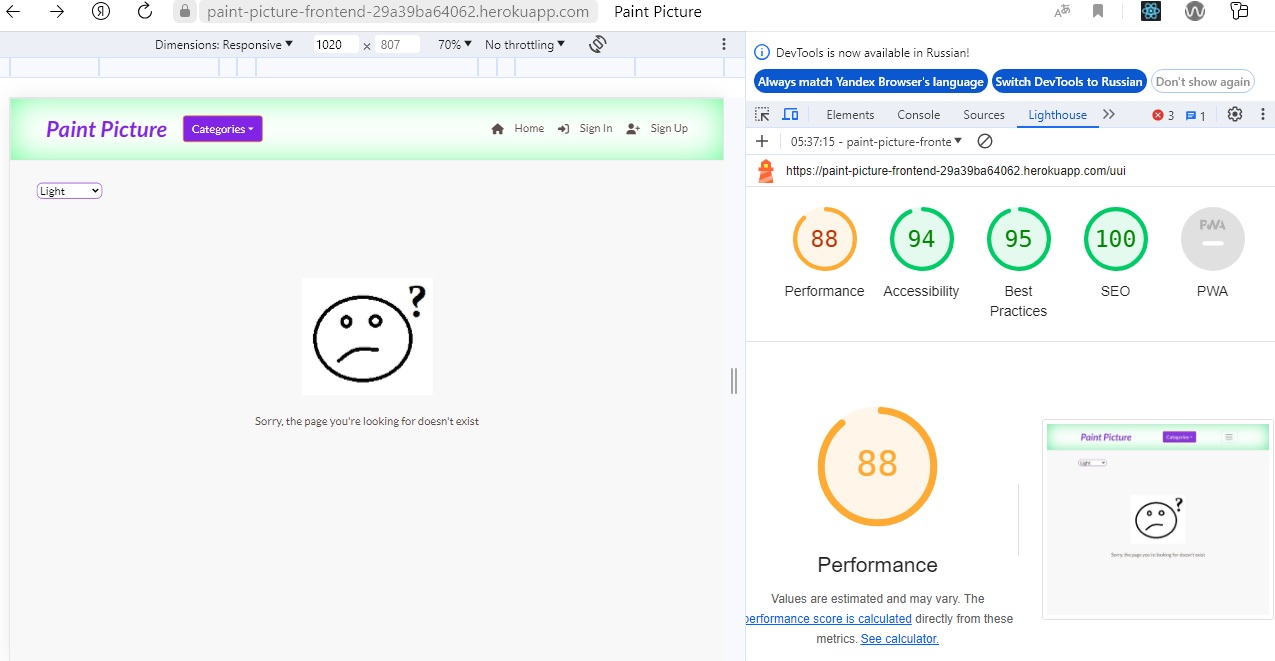 paint-picture-frontend-29a39ba64062.herokuapp.com Paint Picture
Dimensions: Responsive 1020 x 807 70% No throttling
DevTools is now available in Russian!
Always match Yandex Browser's language Switch DevTools to Russian Don't show again
Elements Console Sources Lighthouse 3 1
05:37:15 - paint-picture-fronte
https://paint-picture-frontend-29a39ba64062.herokuapp.com/uui
Paint Picture Categories Home Sign In Sign Up
Light
?
Sorry, the page you're looking for doesn't exist
88 94 95 100 PWA
Performance Accessibility Best Practices SEO PWA
88
Performance
Values are estimated and may vary. The
performance score is calculated directly from these
metrics. See calculator.
Paint Picture Categories
Light
?
Sorry, the page you're looking for doesn't exist